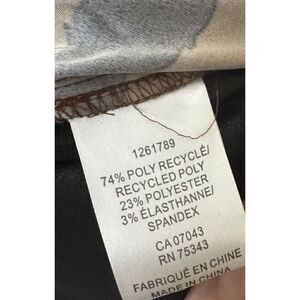 1261789
74% POLY RECYCLÉ/
RECYCLED POLY
23% POLYESTER
3% ÉLASTHANNE/
SPANDEX
CA 07043
RN 75343
FABRIQUÉ EN CHINE
MADE IN CHINA